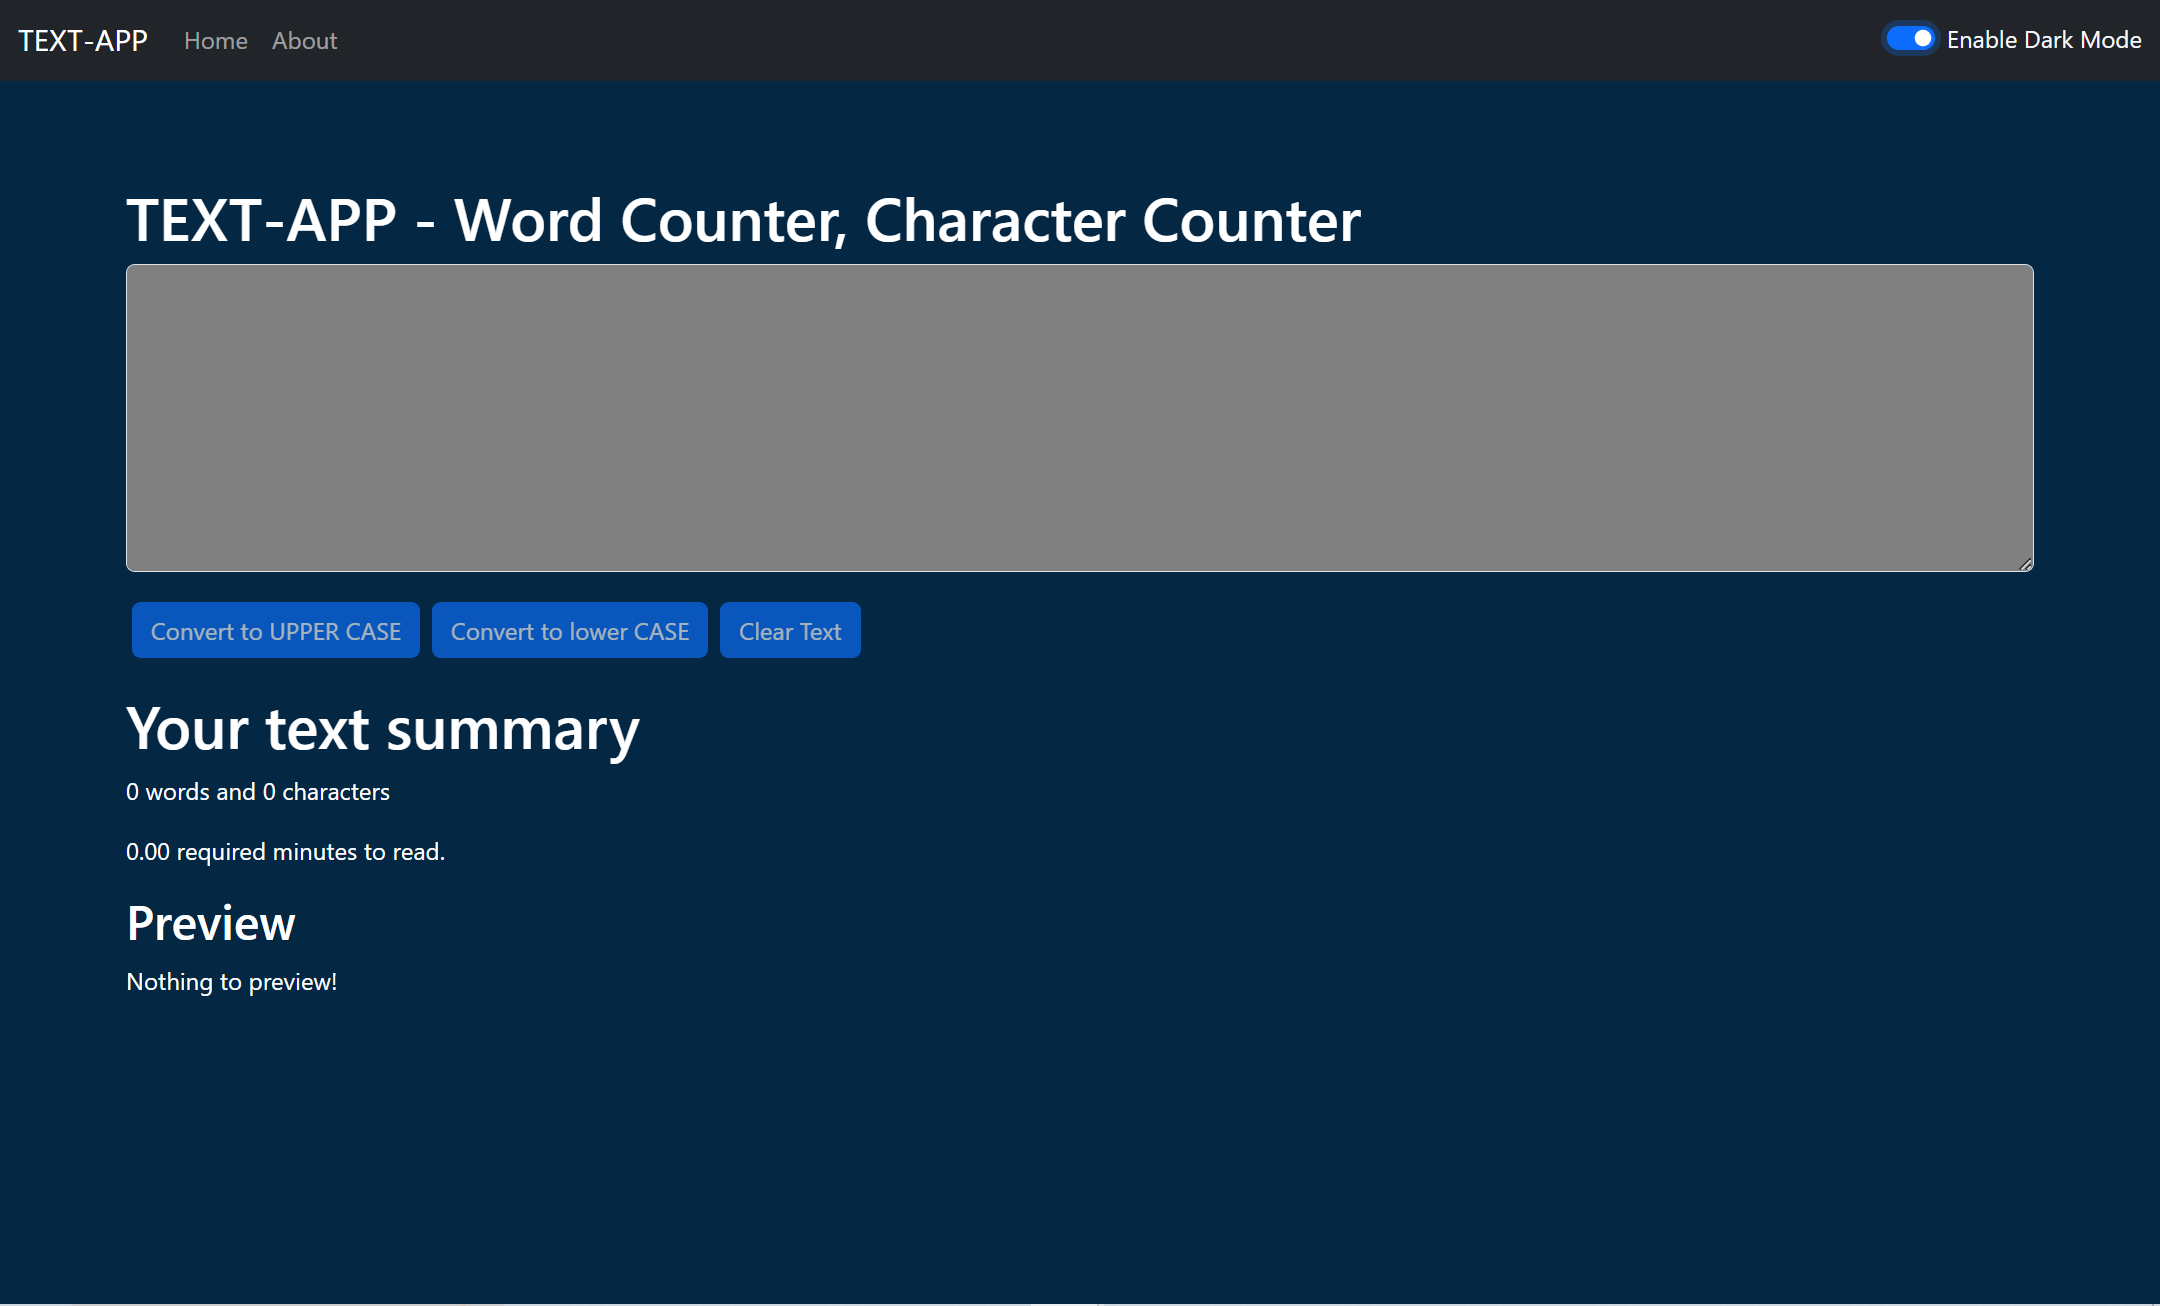 TEXT-APP Home About Enable Dark Mode
TEXT-APP - Word Counter, Character Counter
Convert to UPPER CASE Convert to lower CASE Clear Text
Your text summary
0 words and 0 characters
0.00 required minutes to read.
Preview
Nothing to preview!